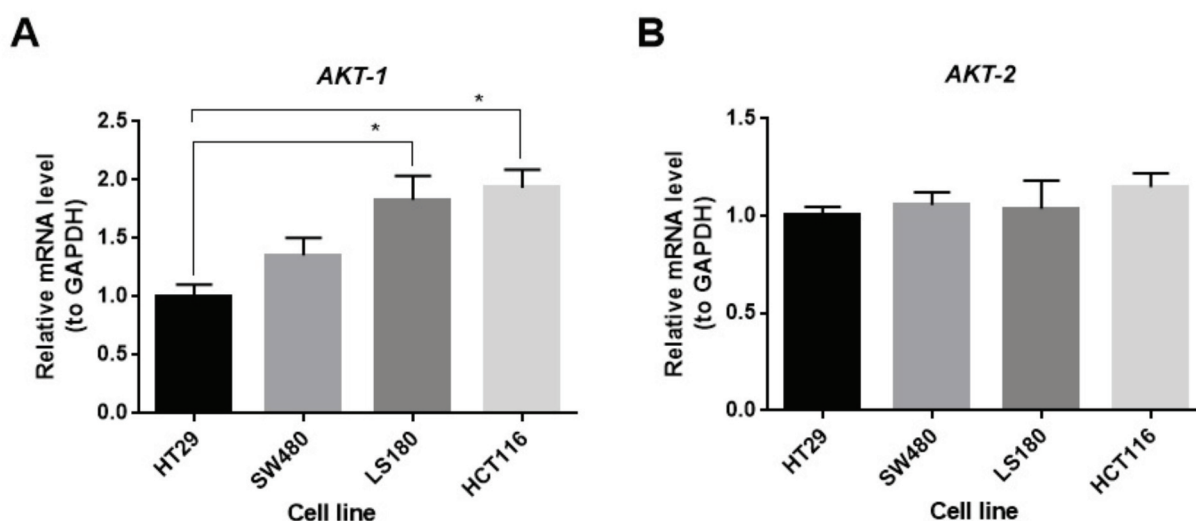 A
AKT-1
*
*
Relative mRNA level
(to GAPDH)
2.5
2.0
1.5
1.0
0.5
0.0
HT29
SW480
LS180
HCT116
Cell line
B
AKT-2
Relative mRNA level
(to GAPDH)
1.5
1.0
0.5
0.0
HT29
SW480
LS180
HCT116
Cell line